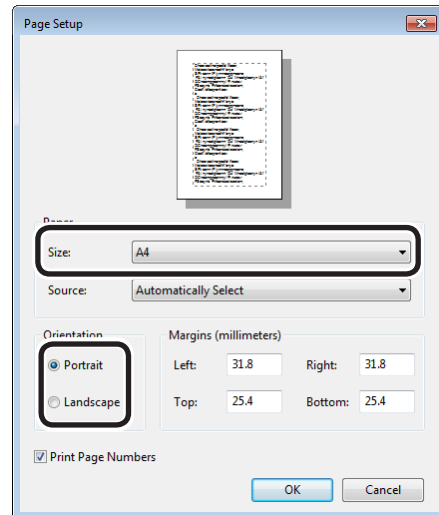 Page Setup
Size: A4
Source: Automatically Select
Orientation
Margins (millimeters)
Portrait
Left: 31.8 Right: 31.8
Landscape
Top: 25.4 Bottom: 25.4
Print Page Numbers
OK Cancel